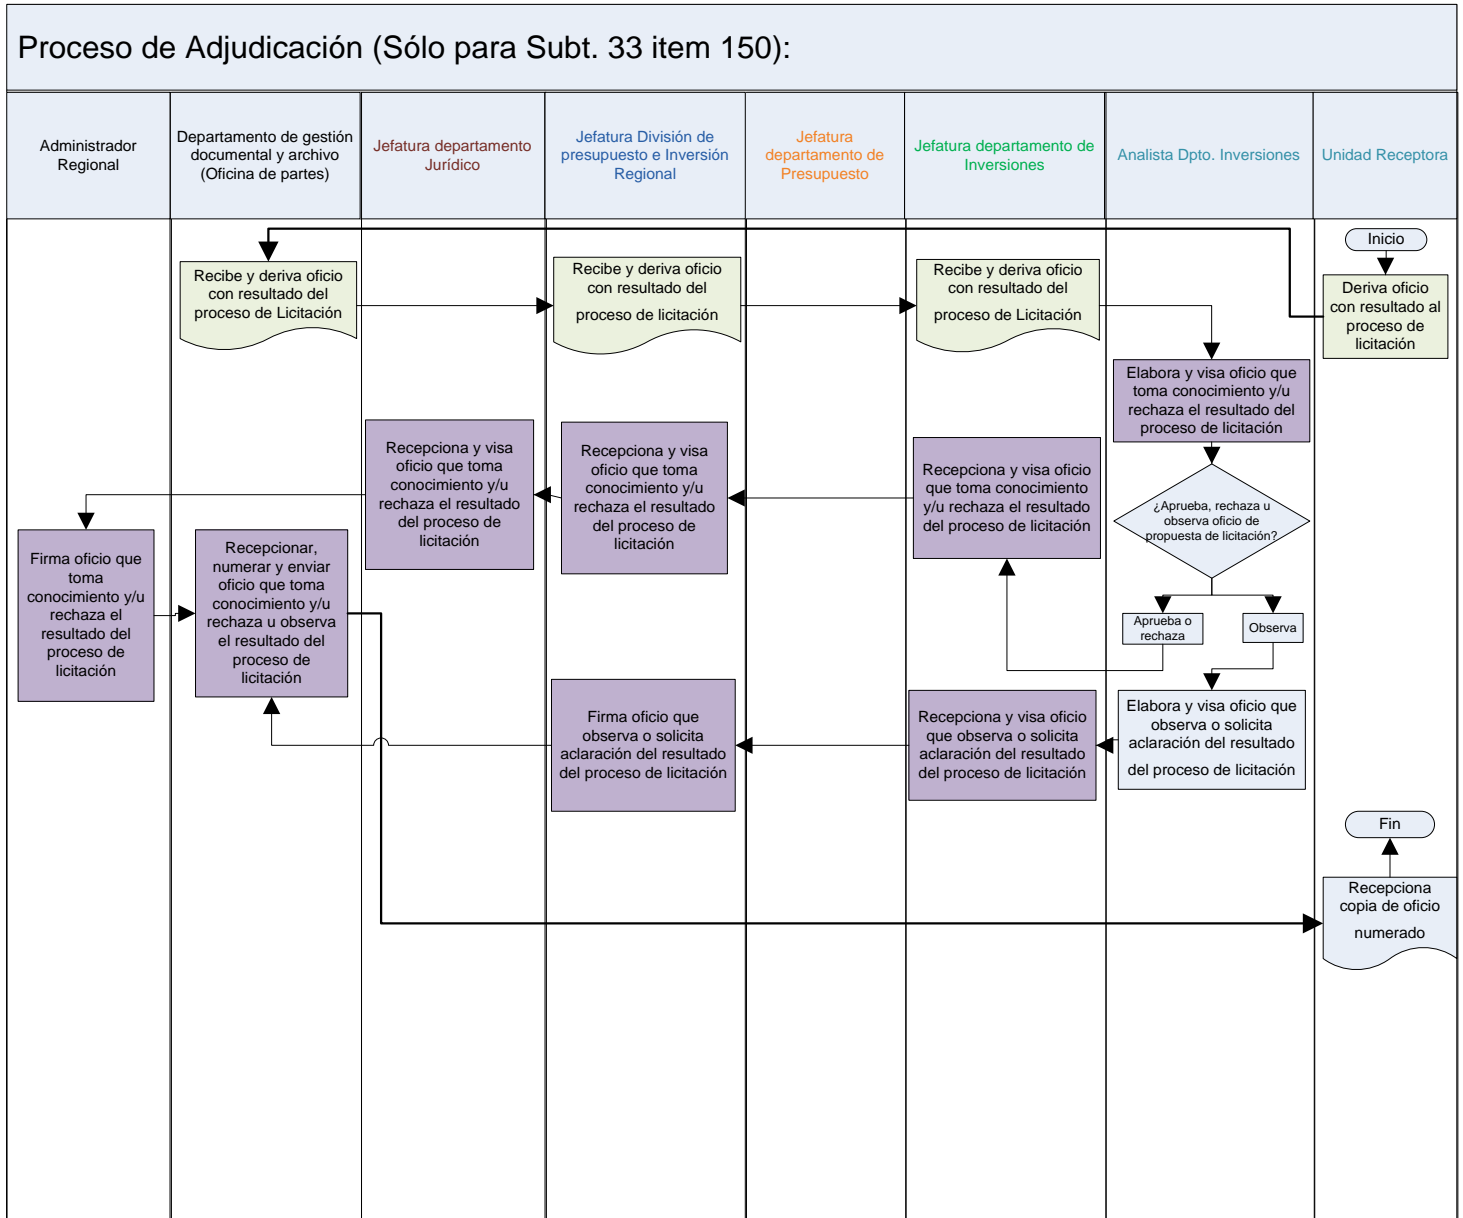 Proceso de Adjudicación (Sólo para Subt. 33 item 150):
Administrador
Regional
Departamento de gestión
documental y archivo
(Oficina de partes)
Jefatura departamento
Jurídico
Jefatura División de
presupuesto e Inversión
Regional
Jefatura
departamento de
Presupuesto
Jefatura departamento de
Inversiones
Analista Dpto. Inversiones
Unidad Receptora
Inicio
Deriva oficio
con resultado al
proceso de
licitación
Recibe y deriva oficio
con resultado del
proceso de Licitación
Recibe y deriva oficio
con resultado del
proceso de licitación
Recibe y deriva oficio
con resultado del
proceso de Licitación
Elabora y visa oficio que
toma conocimiento y/u
rechaza el resultado del
proceso de licitación
¿Aprueba, rechaza u
observa oficio de
propuesta de licitación?
Aprueba o
rechaza
Observa
Recepciona y visa oficio
que toma conocimiento
y/u rechaza el resultado
del proceso de licitación
Recepciona y visa
oficio que toma
conocimiento y/u
rechaza el resultado
del proceso de
licitación
Recepciona y visa
oficio que toma
conocimiento y/u
rechaza el resultado
del proceso de
licitación
Firma oficio que
toma
conocimiento y/u
rechaza el
resultado del
proceso de
licitación
Recepcionar,
numerar y enviar
oficio que toma
conocimiento y/u
rechaza u observa
el resultado del
proceso de
licitación
Elabora y visa oficio que
observa o solicita
aclaración del resultado
del proceso de licitación
Recepciona y visa oficio
que observa o solicita
aclaración del resultado
del proceso de licitación
Firma oficio que
observa o solicita
aclaración del resultado
del proceso de licitación
Fin
Recepciona
copia de oficio
numerado